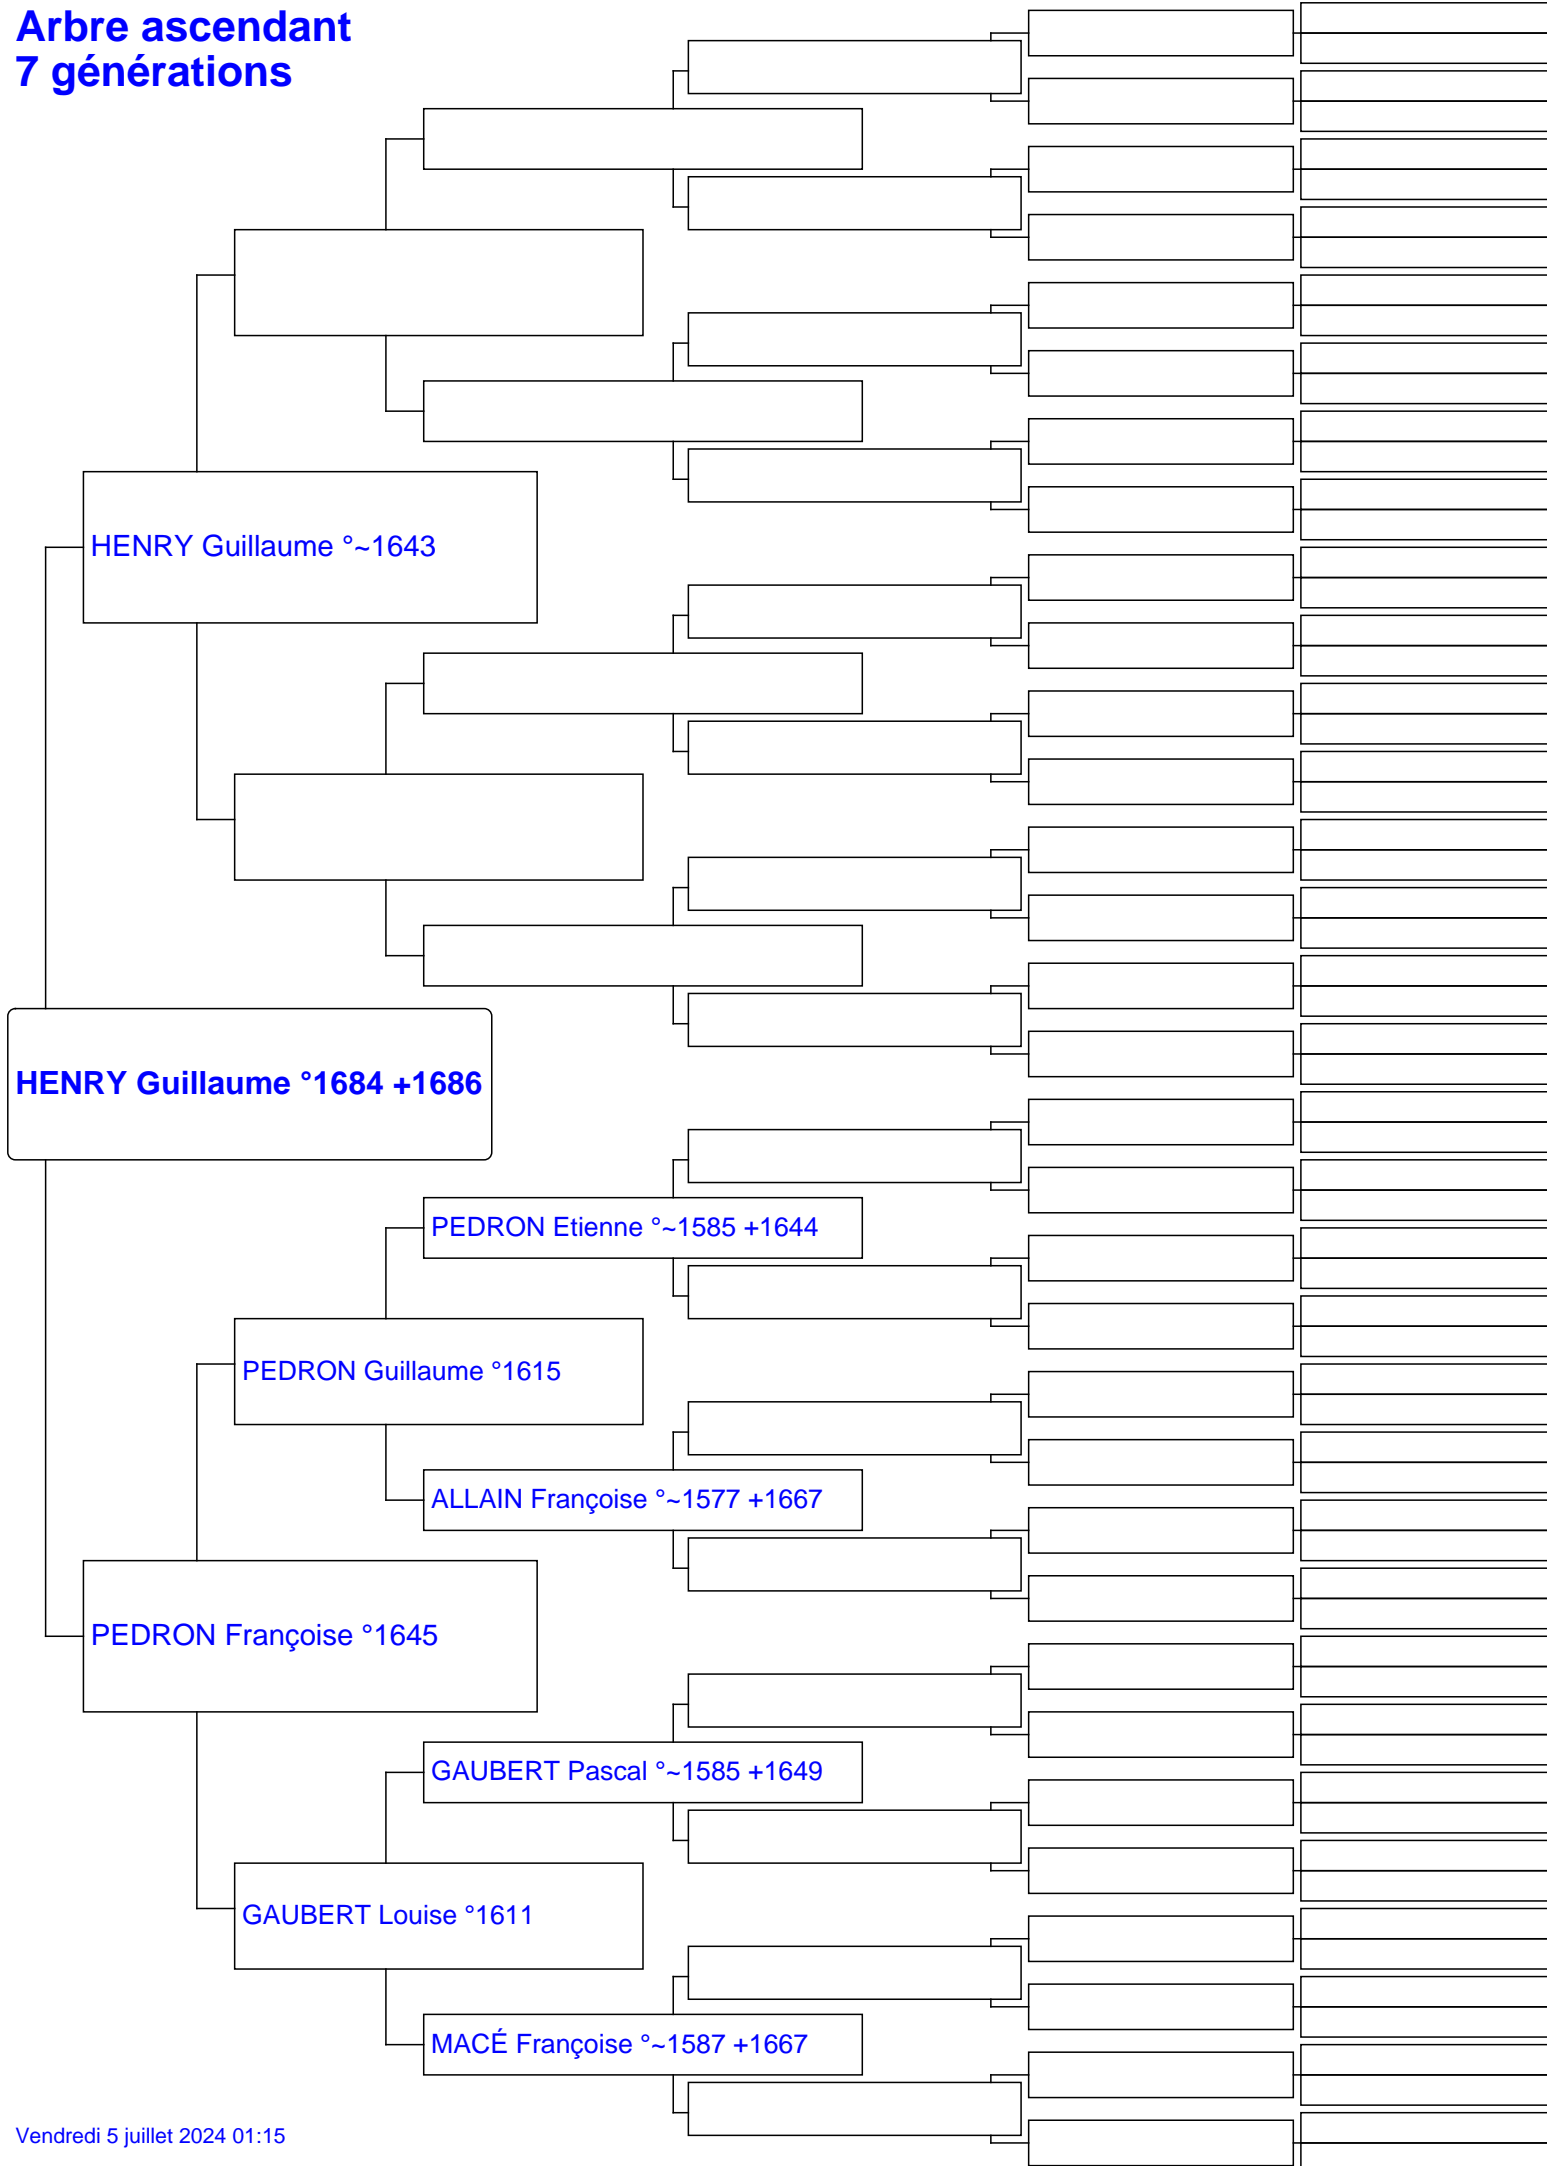 Arbre ascendant
7 générations
HENRY Guillaume °~1643
HENRY Guillaume °1684 +1686
PEDRON Etienne °~1585 +1644
PEDRON Guillaume °1615
ALLAIN Françoise °~1577 +1667
PEDRON Françoise °1645
GAUBERT Pascal °~1585 +1649
GAUBERT Louise °1611
MACÉ Françoise °~1587 +1667
Vendredi 5 juillet 2024 01:15